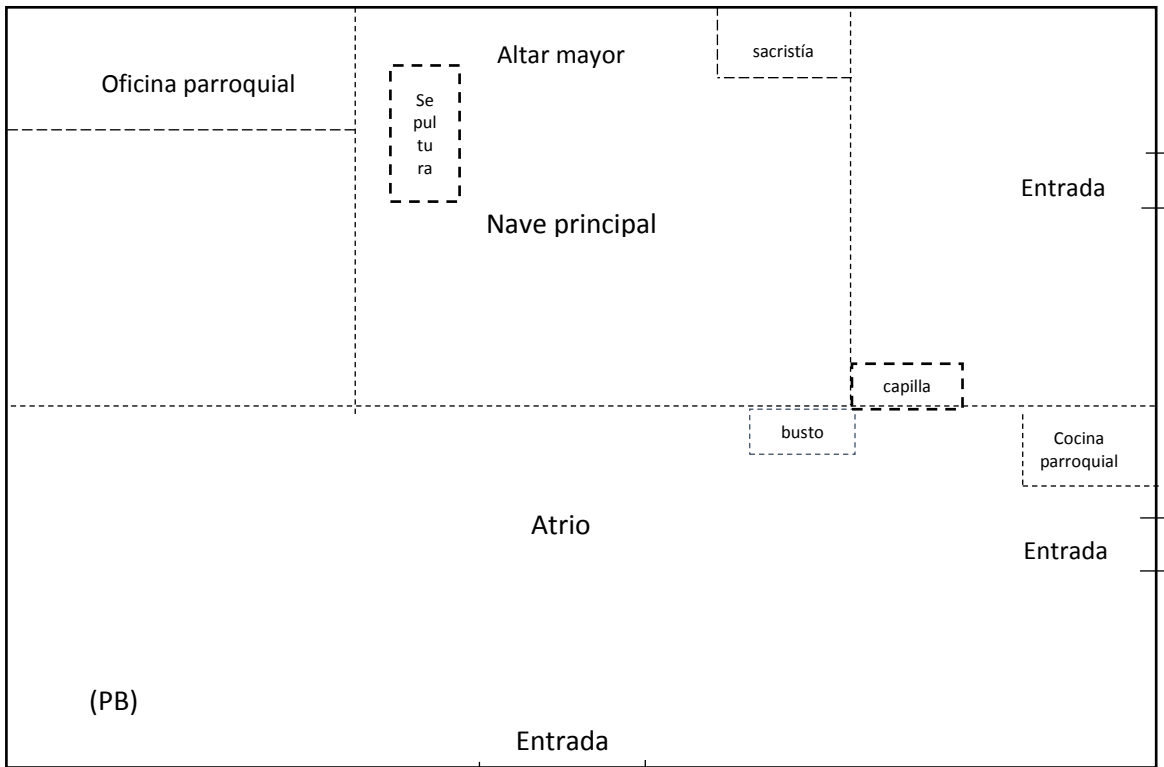 Altar mayor
sacristía
Oficina parroquial
Se
pul
tu
ra
Entrada
Nave principal
capilla
busto
Cocina
parroquial
Atrio
Entrada
(PB)
Entrada